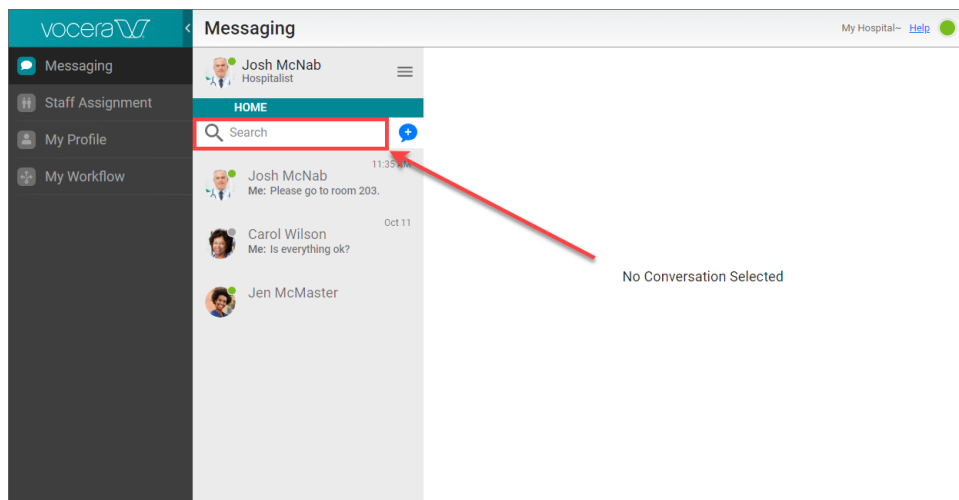 vocera
Messaging
My Hospital~ Help
Messaging
Staff Assignment
My Profile
My Workflow
Josh McNab
Hospitalist
HOME
Search
11:35
Josh McNab
Me: Please go to room 203.
Oct 11
Carol Wilson
Me: Is everything ok?
Jen McMaster
No Conversation Selected